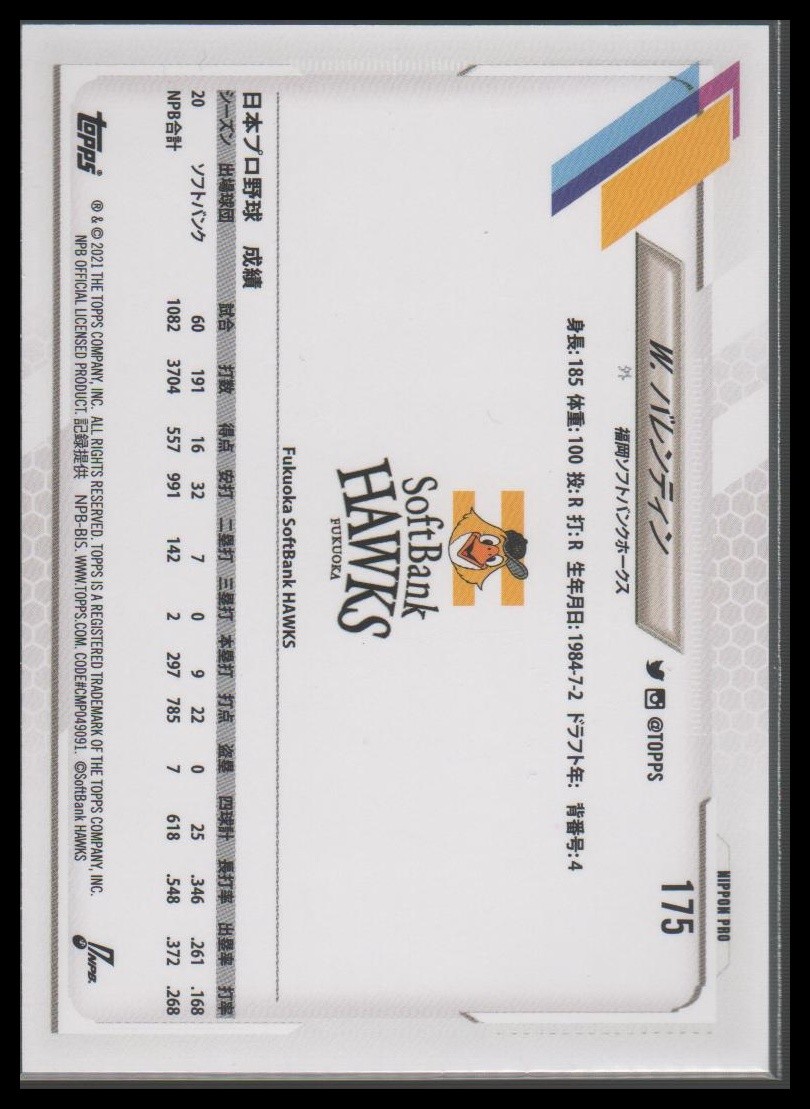 NIPPON PRO
175
W. バレンティン
@TOPPS
外 福岡ソフトバンクホークス
身長: 185 体重: 100 投: R 打: R 生年月日: 1984-7-2 ドラフト年: 背番号: 4
SoftBank
HAWKS
FUKUOKA
Fukuoka SoftBank HAWKS
日本プロ野球 成績
シーズン 出場球団 試合 打数 得点 安打 二塁打 三塁打 本塁打 打点 盗塁 四球計 長打率 出塁率 打率
20 ソフトバンク 60 191 16 32 7 0 9 22 0 25 .346 .261 .168
NPB合計 1082 3704 557 991 142 2 297 785 7 618 .548 .372 .268
topps®
® & © 2021 THE TOPPS COMPANY, INC. ALL RIGHTS RESERVED. TOPPS IS A REGISTERED TRADEMARK OF THE TOPPS COMPANY, INC.
NPB OFFICIAL LICENSED PRODUCT. 記録提供 NPB-BIS. WWW.TOPPS.COM. CODE#CMP049091. ©SoftBank HAWKS
NPB